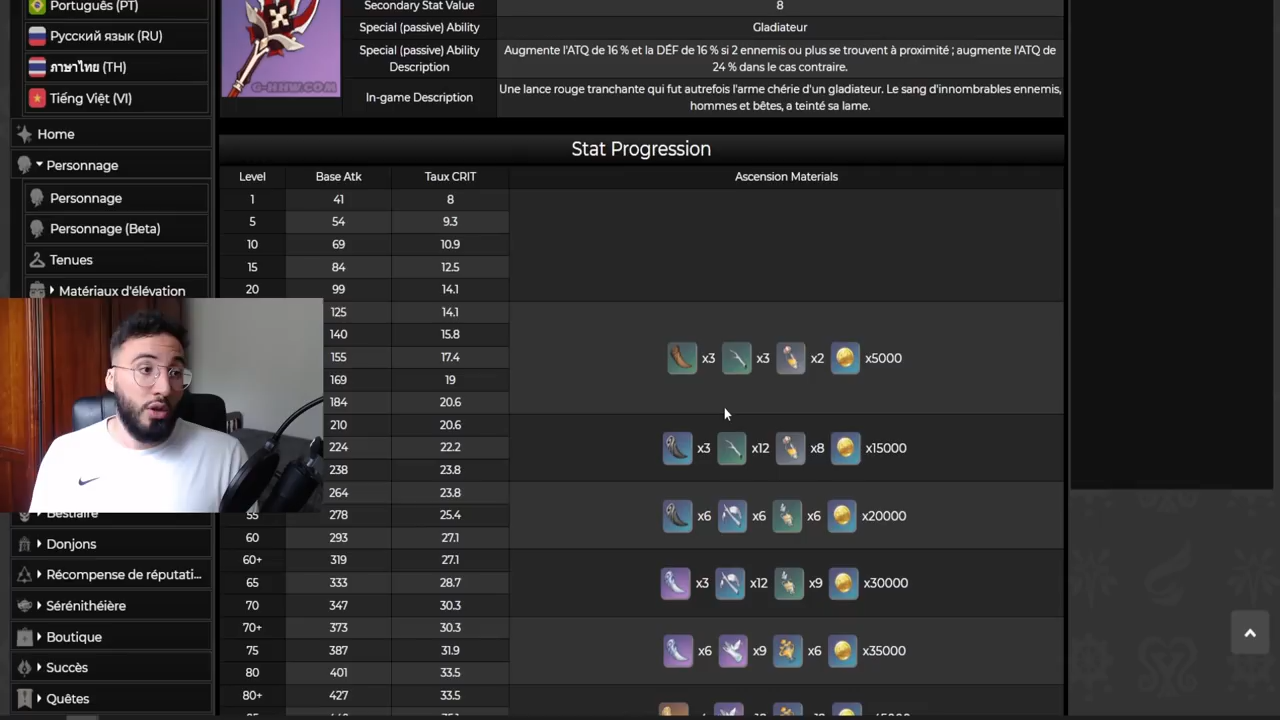 Português (PT)
Русский язык (RU)
ภาษาไทย (TH)
Tiếng Việt (VI)
Home
Personnage
Personnage
Personnage (Beta)
Tenues
Matériaux d'élévation
Bestiaire
Donjons
Récompense de réputati...
Sérénithéière
Boutique
Succès
Quêtes
G-HHW.COM
Secondary Stat Value 8
Special (passive) Ability Gladiateur
Special (passive) Ability Description
Augmente l'ATQ de 16 % et la DÉF de 16 % si 2 ennemis ou plus se trouvent à proximité ; augmente l'ATQ de
24 % dans le cas contraire.
In-game Description
Une lance rouge tranchante qui fut autrefois l'arme chérie d'un gladiateur. Le sang d'innombrables ennemis,
hommes et bêtes, a teinté sa lame.
Stat Progression
Level Base Atk Taux CRIT Ascension Materials
1 41 8
5 54 9.3
10 69 10.9
15 84 12.5
20 99 14.1
125 14.1
140 15.8
155 17.4 x3 x3 x2 x5000
169 19
184 20.6
210 20.6
224 22.2 x3 x12 x8 x15000
238 23.8
264 23.8
55 278 25.4 x6 x6 x6 x20000
60 293 27.1
60+ 319 27.1
65 333 28.7 x3 x12 x9 x30000
70 347 30.3
70+ 373 30.3
75 387 31.9 x6 x9 x6 x35000
80 401 33.5
80+ 427 33.5